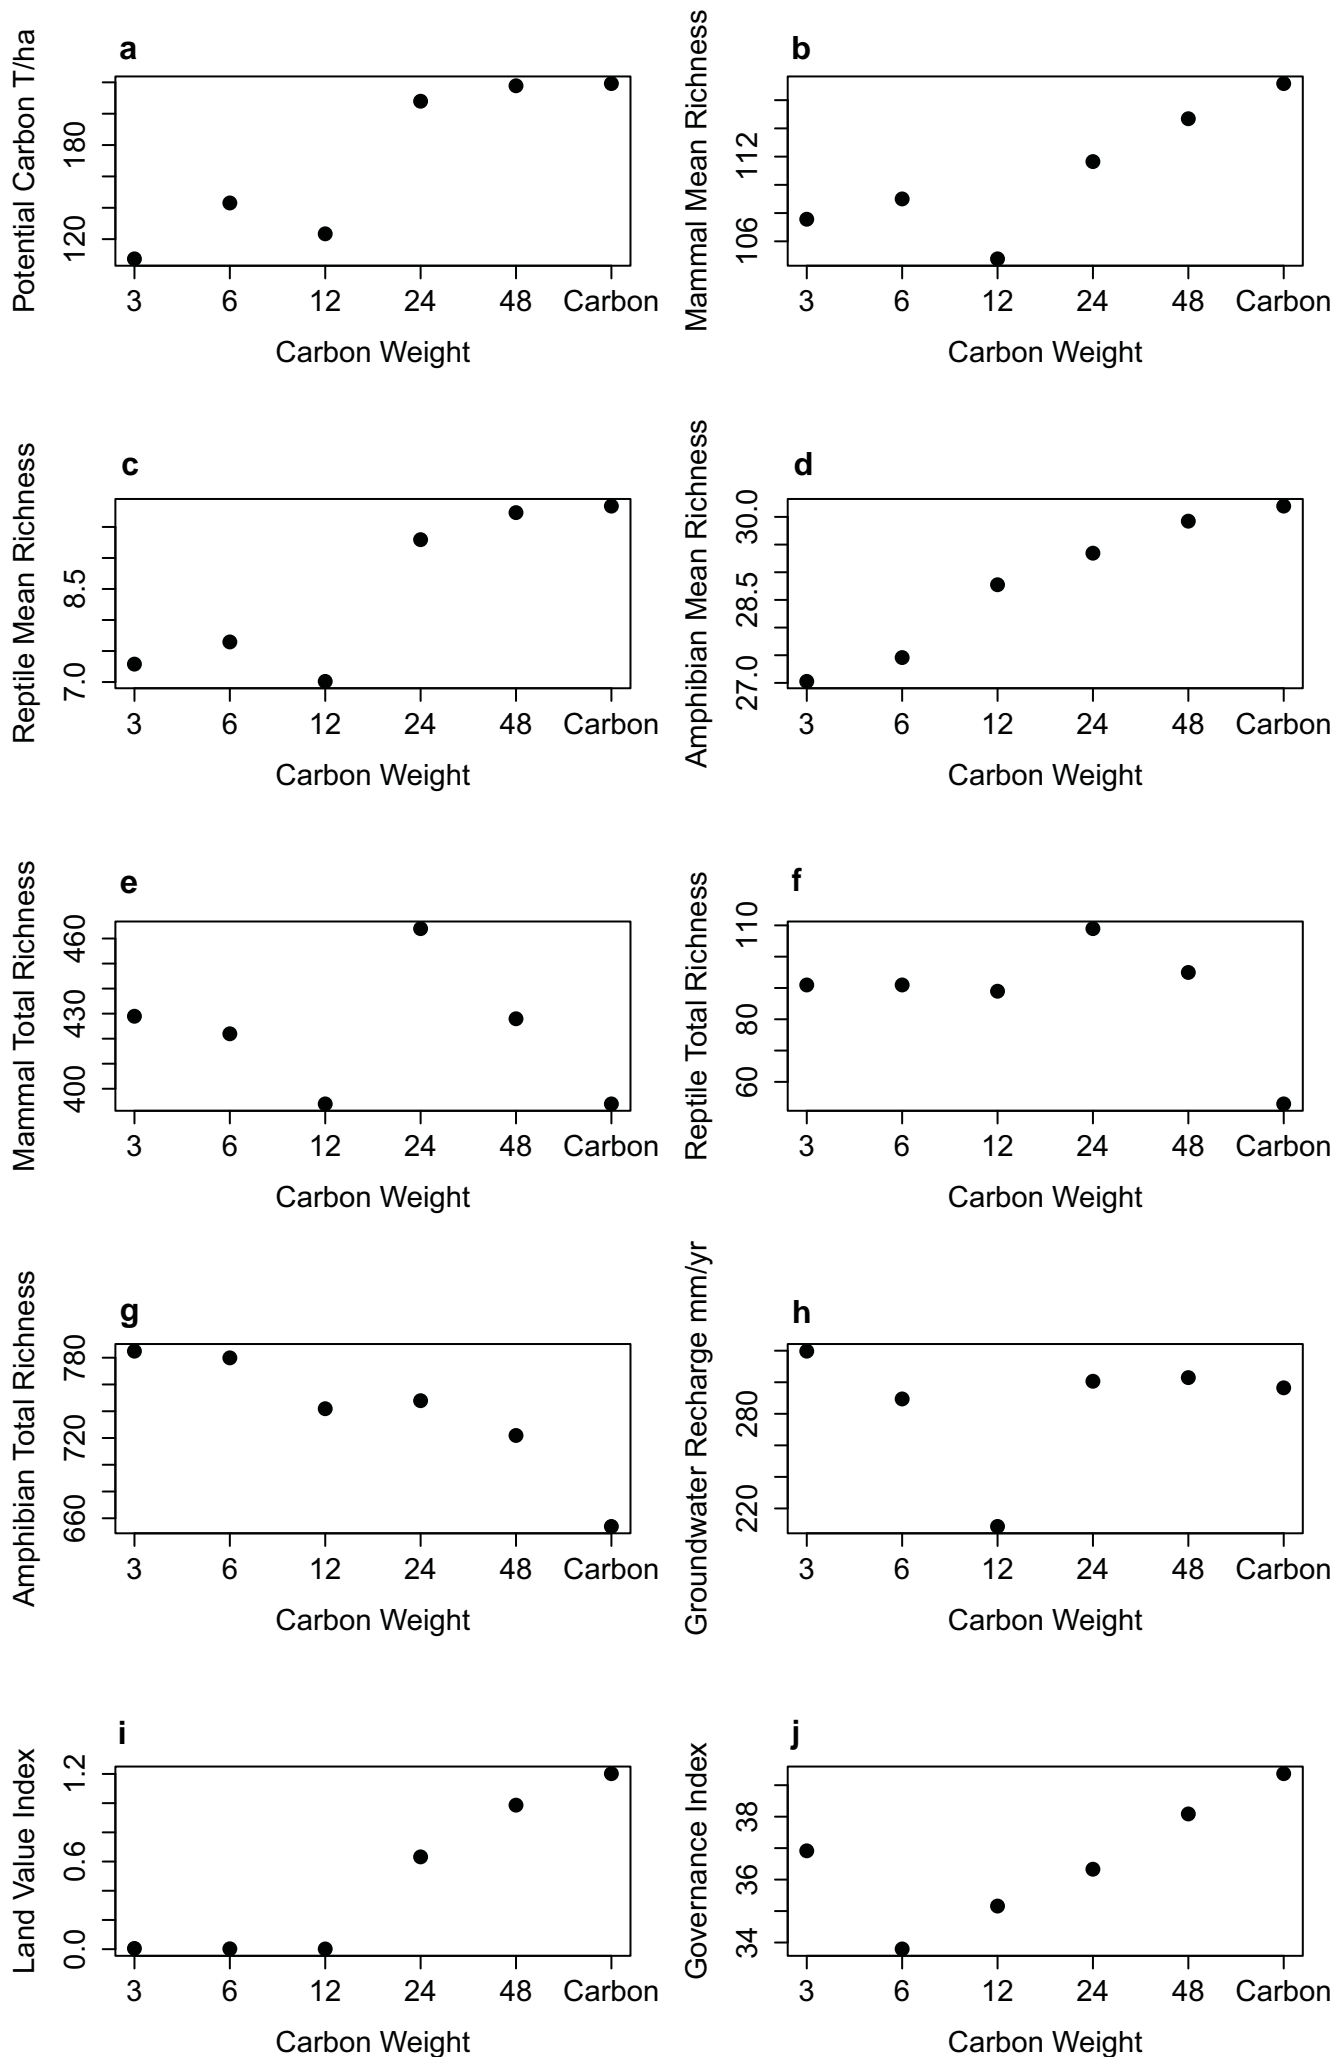 a
Potential Carbon T/ha
180
120
3 6 12 24 48 Carbon
Carbon Weight
b
Mammal Mean Richness
112
106
3 6 12 24 48 Carbon
Carbon Weight
c
Reptile Mean Richness
8.5
7.0
3 6 12 24 48 Carbon
Carbon Weight
d
Amphibian Mean Richness
30.0
28.5
27.0
3 6 12 24 48 Carbon
Carbon Weight
e
Mammal Total Richness
460
430
400
3 6 12 24 48 Carbon
Carbon Weight
f
Reptile Total Richness
110
80
60
3 6 12 24 48 Carbon
Carbon Weight
g
Amphibian Total Richness
780
720
660
3 6 12 24 48 Carbon
Carbon Weight
h
Groundwater Recharge mm/yr
280
220
3 6 12 24 48 Carbon
Carbon Weight
i
Land Value Index
1.2
0.6
0.0
3 6 12 24 48 Carbon
Carbon Weight
j
Governance Index
38
36
34
3 6 12 24 48 Carbon
Carbon Weight